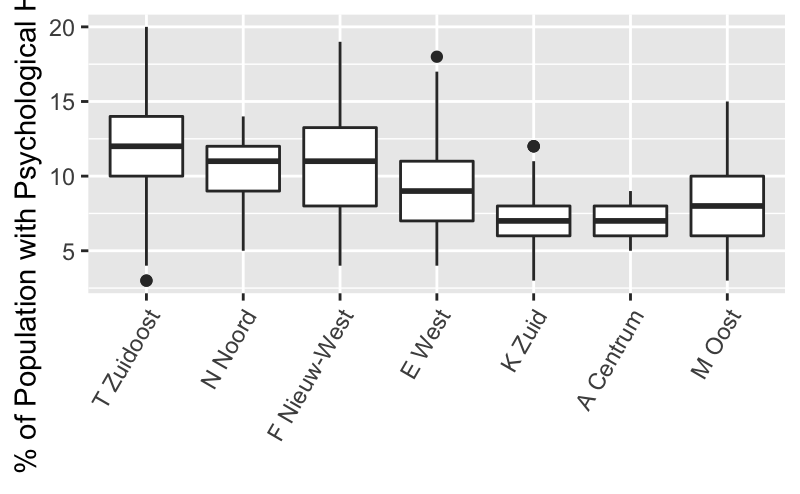 % of Population with Psychological
20
15
10
5
T Zuidoost
N Noord
F Nieuw-West
E West
K Zuid
A Centrum
M Oost